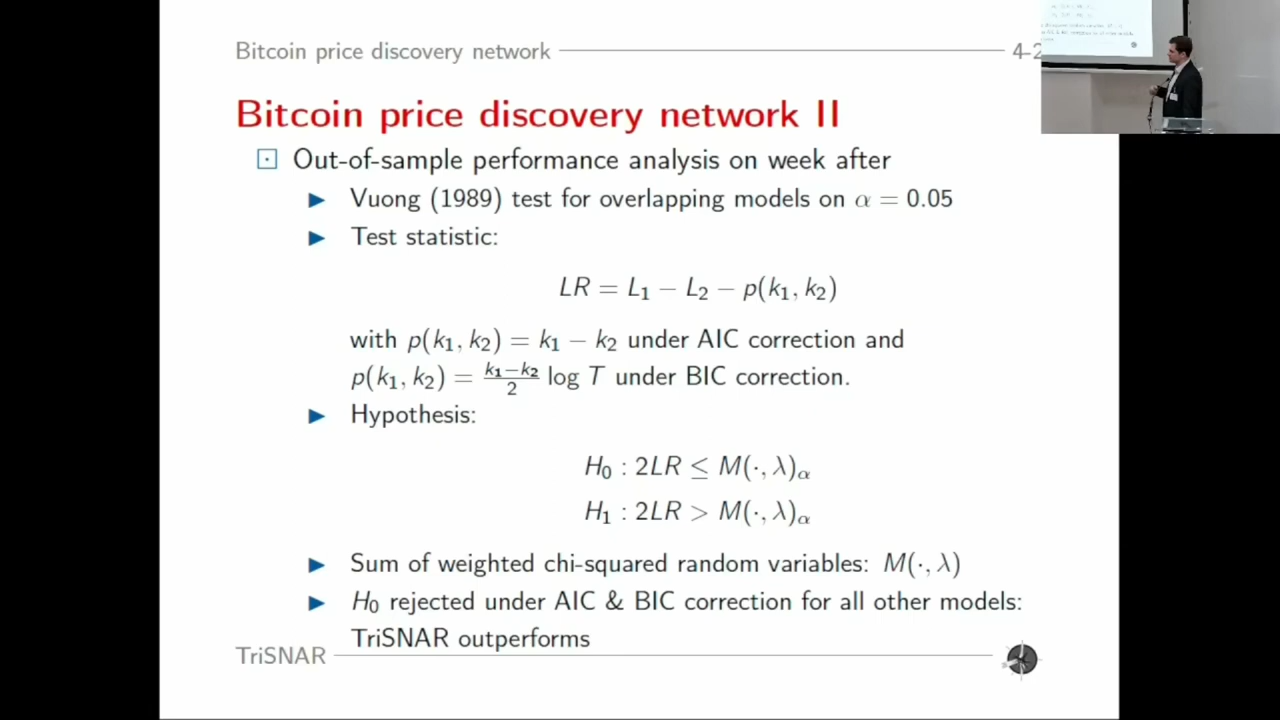 Bitcoin price discovery network 4-2
Bitcoin price discovery network II
Out-of-sample performance analysis on week after
Vuong (1989) test for overlapping models on α = 0.05
Test statistic:
LR = L₁ − L₂ − p(k₁, k₂)
with p(k₁, k₂) = k₁ − k₂ under AIC correction and
p(k₁, k₂) = (k₁−k₂)/2 log T under BIC correction.
Hypothesis:
H₀ : 2LR ≤ M(·, λ)α
H₁ : 2LR > M(·, λ)α
Sum of weighted chi-squared random variables: M(·, λ)
H₀ rejected under AIC & BIC correction for all other models:
TriSNAR outperforms
TriSNAR